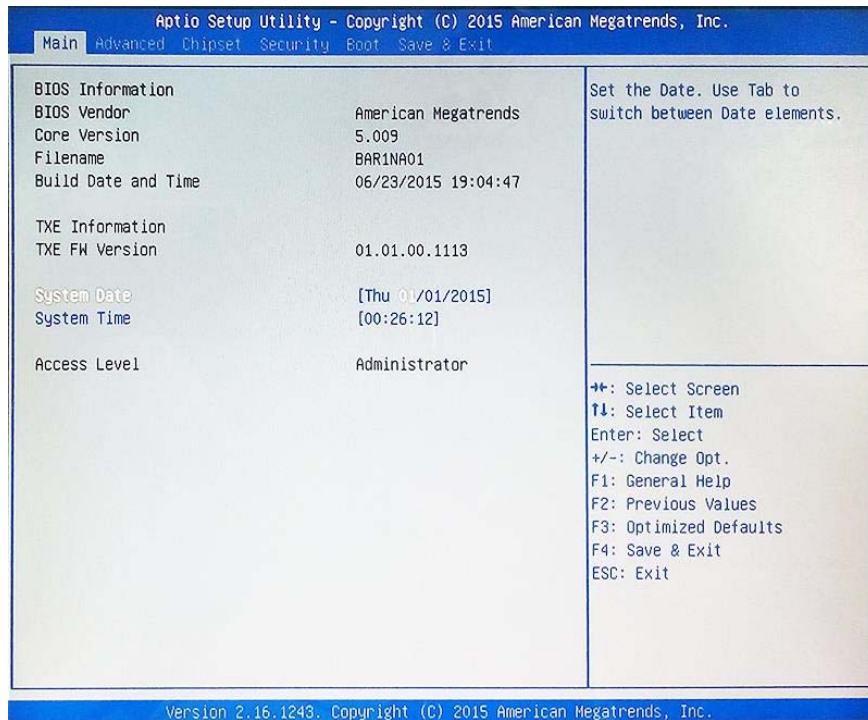 Aptio Setup Utility - Copyright (C) 2015 American Megatrends, Inc.
Main Advanced Chipset Security Boot Save & Exit
BIOS Information
BIOS Vendor American Megatrends
Core Version 5.009
Filename BAR1NA01
Build Date and Time 06/23/2015 19:04:47
TXE Information
TXE FW Version 01.01.00.1113
System Date [Thu 01/01/2015]
System Time [00:26:12]
Access Level Administrator
Set the Date. Use Tab to
switch between Date elements.
→←: Select Screen
↑↓: Select Item
Enter: Select
+/-: Change Opt.
F1: General Help
F2: Previous Values
F3: Optimized Defaults
F4: Save & Exit
ESC: Exit
Version 2.16.1243. Copyright (C) 2015 American Megatrends, Inc.